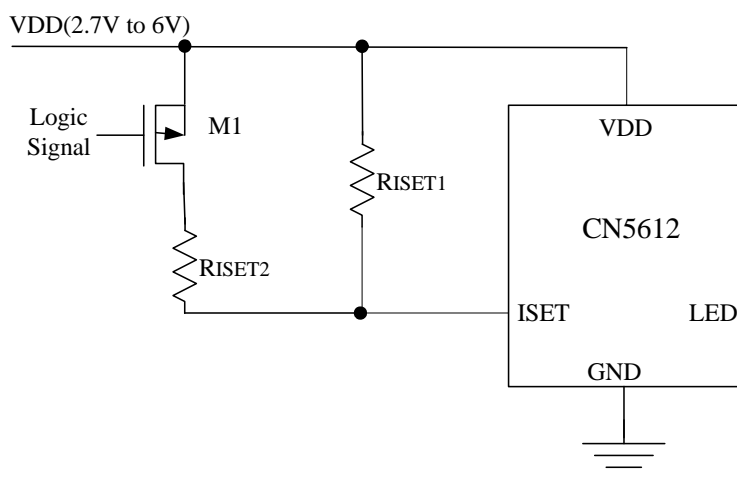 VDD(2.7V to 6V)
Logic
Signal
M1
RISET1
RISET2
VDD
CN5612
ISET
LED
GND